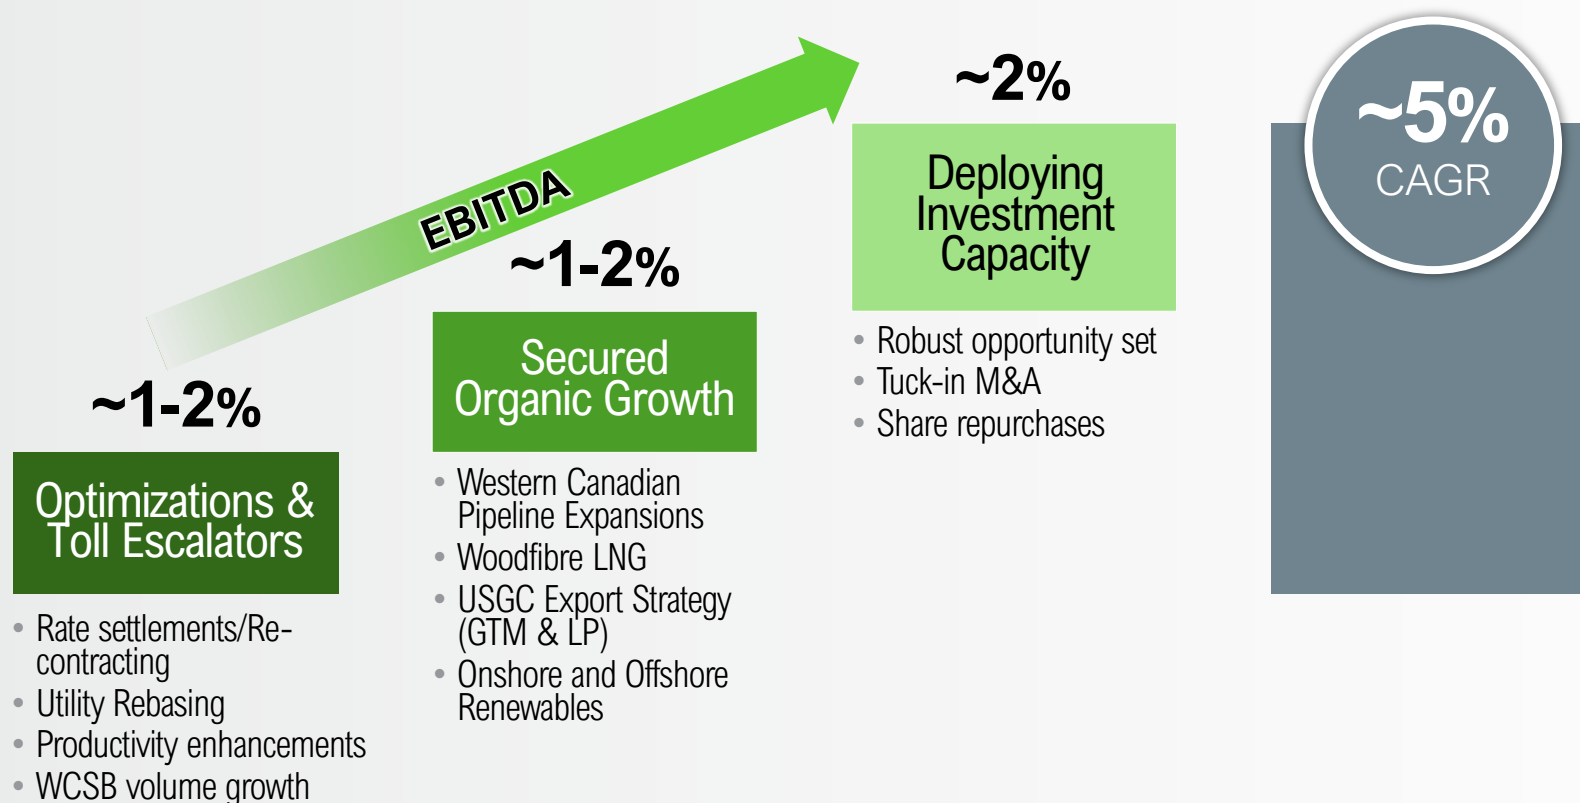 EBITDA
~1-2%
Optimizations &
Toll Escalators
• Rate settlements/Re-
contracting
• Utility Rebasing
• Productivity enhancements
• WCSB volume growth
~1-2%
Secured
Organic Growth
• Western Canadian
Pipeline Expansions
• Woodfibre LNG
• USGC Export Strategy
(GTM & LP)
• Onshore and Offshore
Renewables
~2%
Deploying
Investment
Capacity
• Robust opportunity set
• Tuck-in M&A
• Share repurchases
~5%
CAGR